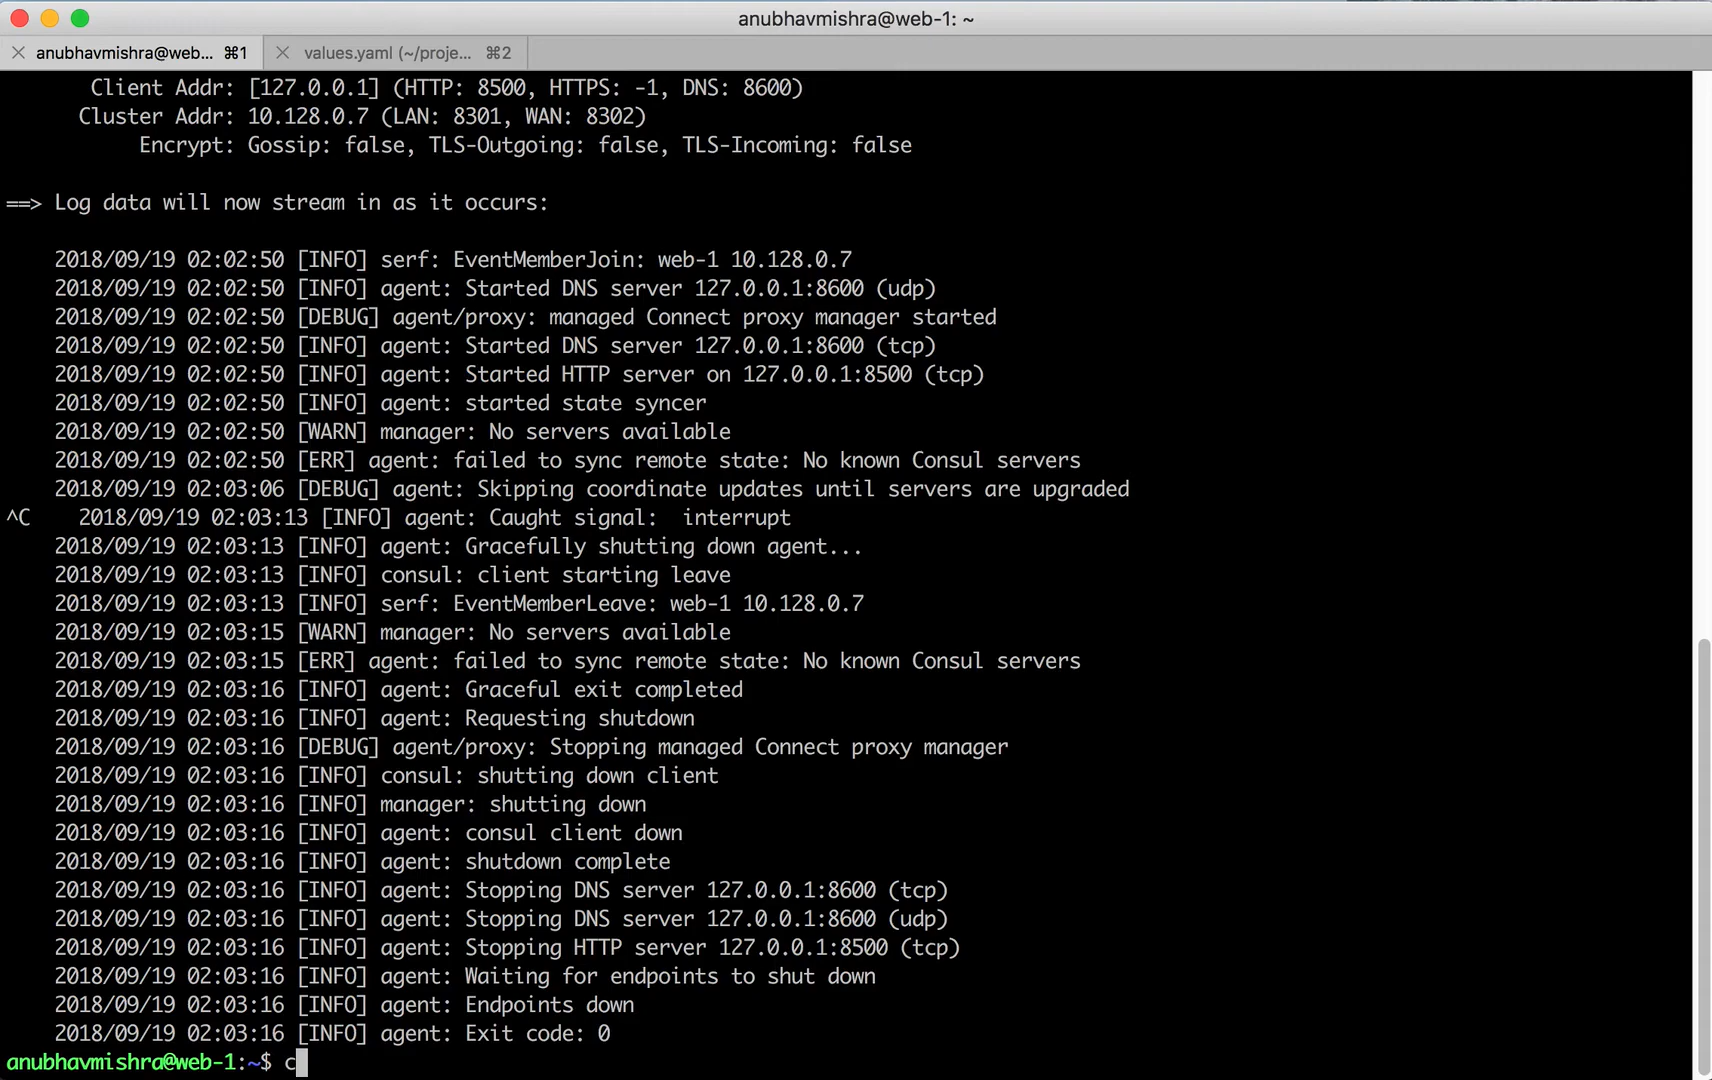 anubhavmishra@web-1: ~
anubhavmishra@web... ⌘1 values.yaml (~/proje... ⌘2
Client Addr: [127.0.0.1] (HTTP: 8500, HTTPS: -1, DNS: 8600)
Cluster Addr: 10.128.0.7 (LAN: 8301, WAN: 8302)
Encrypt: Gossip: false, TLS-Outgoing: false, TLS-Incoming: false
==> Log data will now stream in as it occurs:
2018/09/19 02:02:50 [INFO] serf: EventMemberJoin: web-1 10.128.0.7
2018/09/19 02:02:50 [INFO] agent: Started DNS server 127.0.0.1:8600 (udp)
2018/09/19 02:02:50 [DEBUG] agent/proxy: managed Connect proxy manager started
2018/09/19 02:02:50 [INFO] agent: Started DNS server 127.0.0.1:8600 (tcp)
2018/09/19 02:02:50 [INFO] agent: Started HTTP server on 127.0.0.1:8500 (tcp)
2018/09/19 02:02:50 [INFO] agent: started state syncer
2018/09/19 02:02:50 [WARN] manager: No servers available
2018/09/19 02:02:50 [ERR] agent: failed to sync remote state: No known Consul servers
2018/09/19 02:03:06 [DEBUG] agent: Skipping coordinate updates until servers are upgraded
^C    2018/09/19 02:03:13 [INFO] agent: Caught signal:  interrupt
2018/09/19 02:03:13 [INFO] agent: Gracefully shutting down agent...
2018/09/19 02:03:13 [INFO] consul: client starting leave
2018/09/19 02:03:13 [INFO] serf: EventMemberLeave: web-1 10.128.0.7
2018/09/19 02:03:15 [WARN] manager: No servers available
2018/09/19 02:03:15 [ERR] agent: failed to sync remote state: No known Consul servers
2018/09/19 02:03:16 [INFO] agent: Graceful exit completed
2018/09/19 02:03:16 [INFO] agent: Requesting shutdown
2018/09/19 02:03:16 [DEBUG] agent/proxy: Stopping managed Connect proxy manager
2018/09/19 02:03:16 [INFO] consul: shutting down client
2018/09/19 02:03:16 [INFO] manager: shutting down
2018/09/19 02:03:16 [INFO] agent: consul client down
2018/09/19 02:03:16 [INFO] agent: shutdown complete
2018/09/19 02:03:16 [INFO] agent: Stopping DNS server 127.0.0.1:8600 (tcp)
2018/09/19 02:03:16 [INFO] agent: Stopping DNS server 127.0.0.1:8600 (udp)
2018/09/19 02:03:16 [INFO] agent: Stopping HTTP server 127.0.0.1:8500 (tcp)
2018/09/19 02:03:16 [INFO] agent: Waiting for endpoints to shut down
2018/09/19 02:03:16 [INFO] agent: Endpoints down
2018/09/19 02:03:16 [INFO] agent: Exit code: 0
anubhavmishra@web-1:~$ c